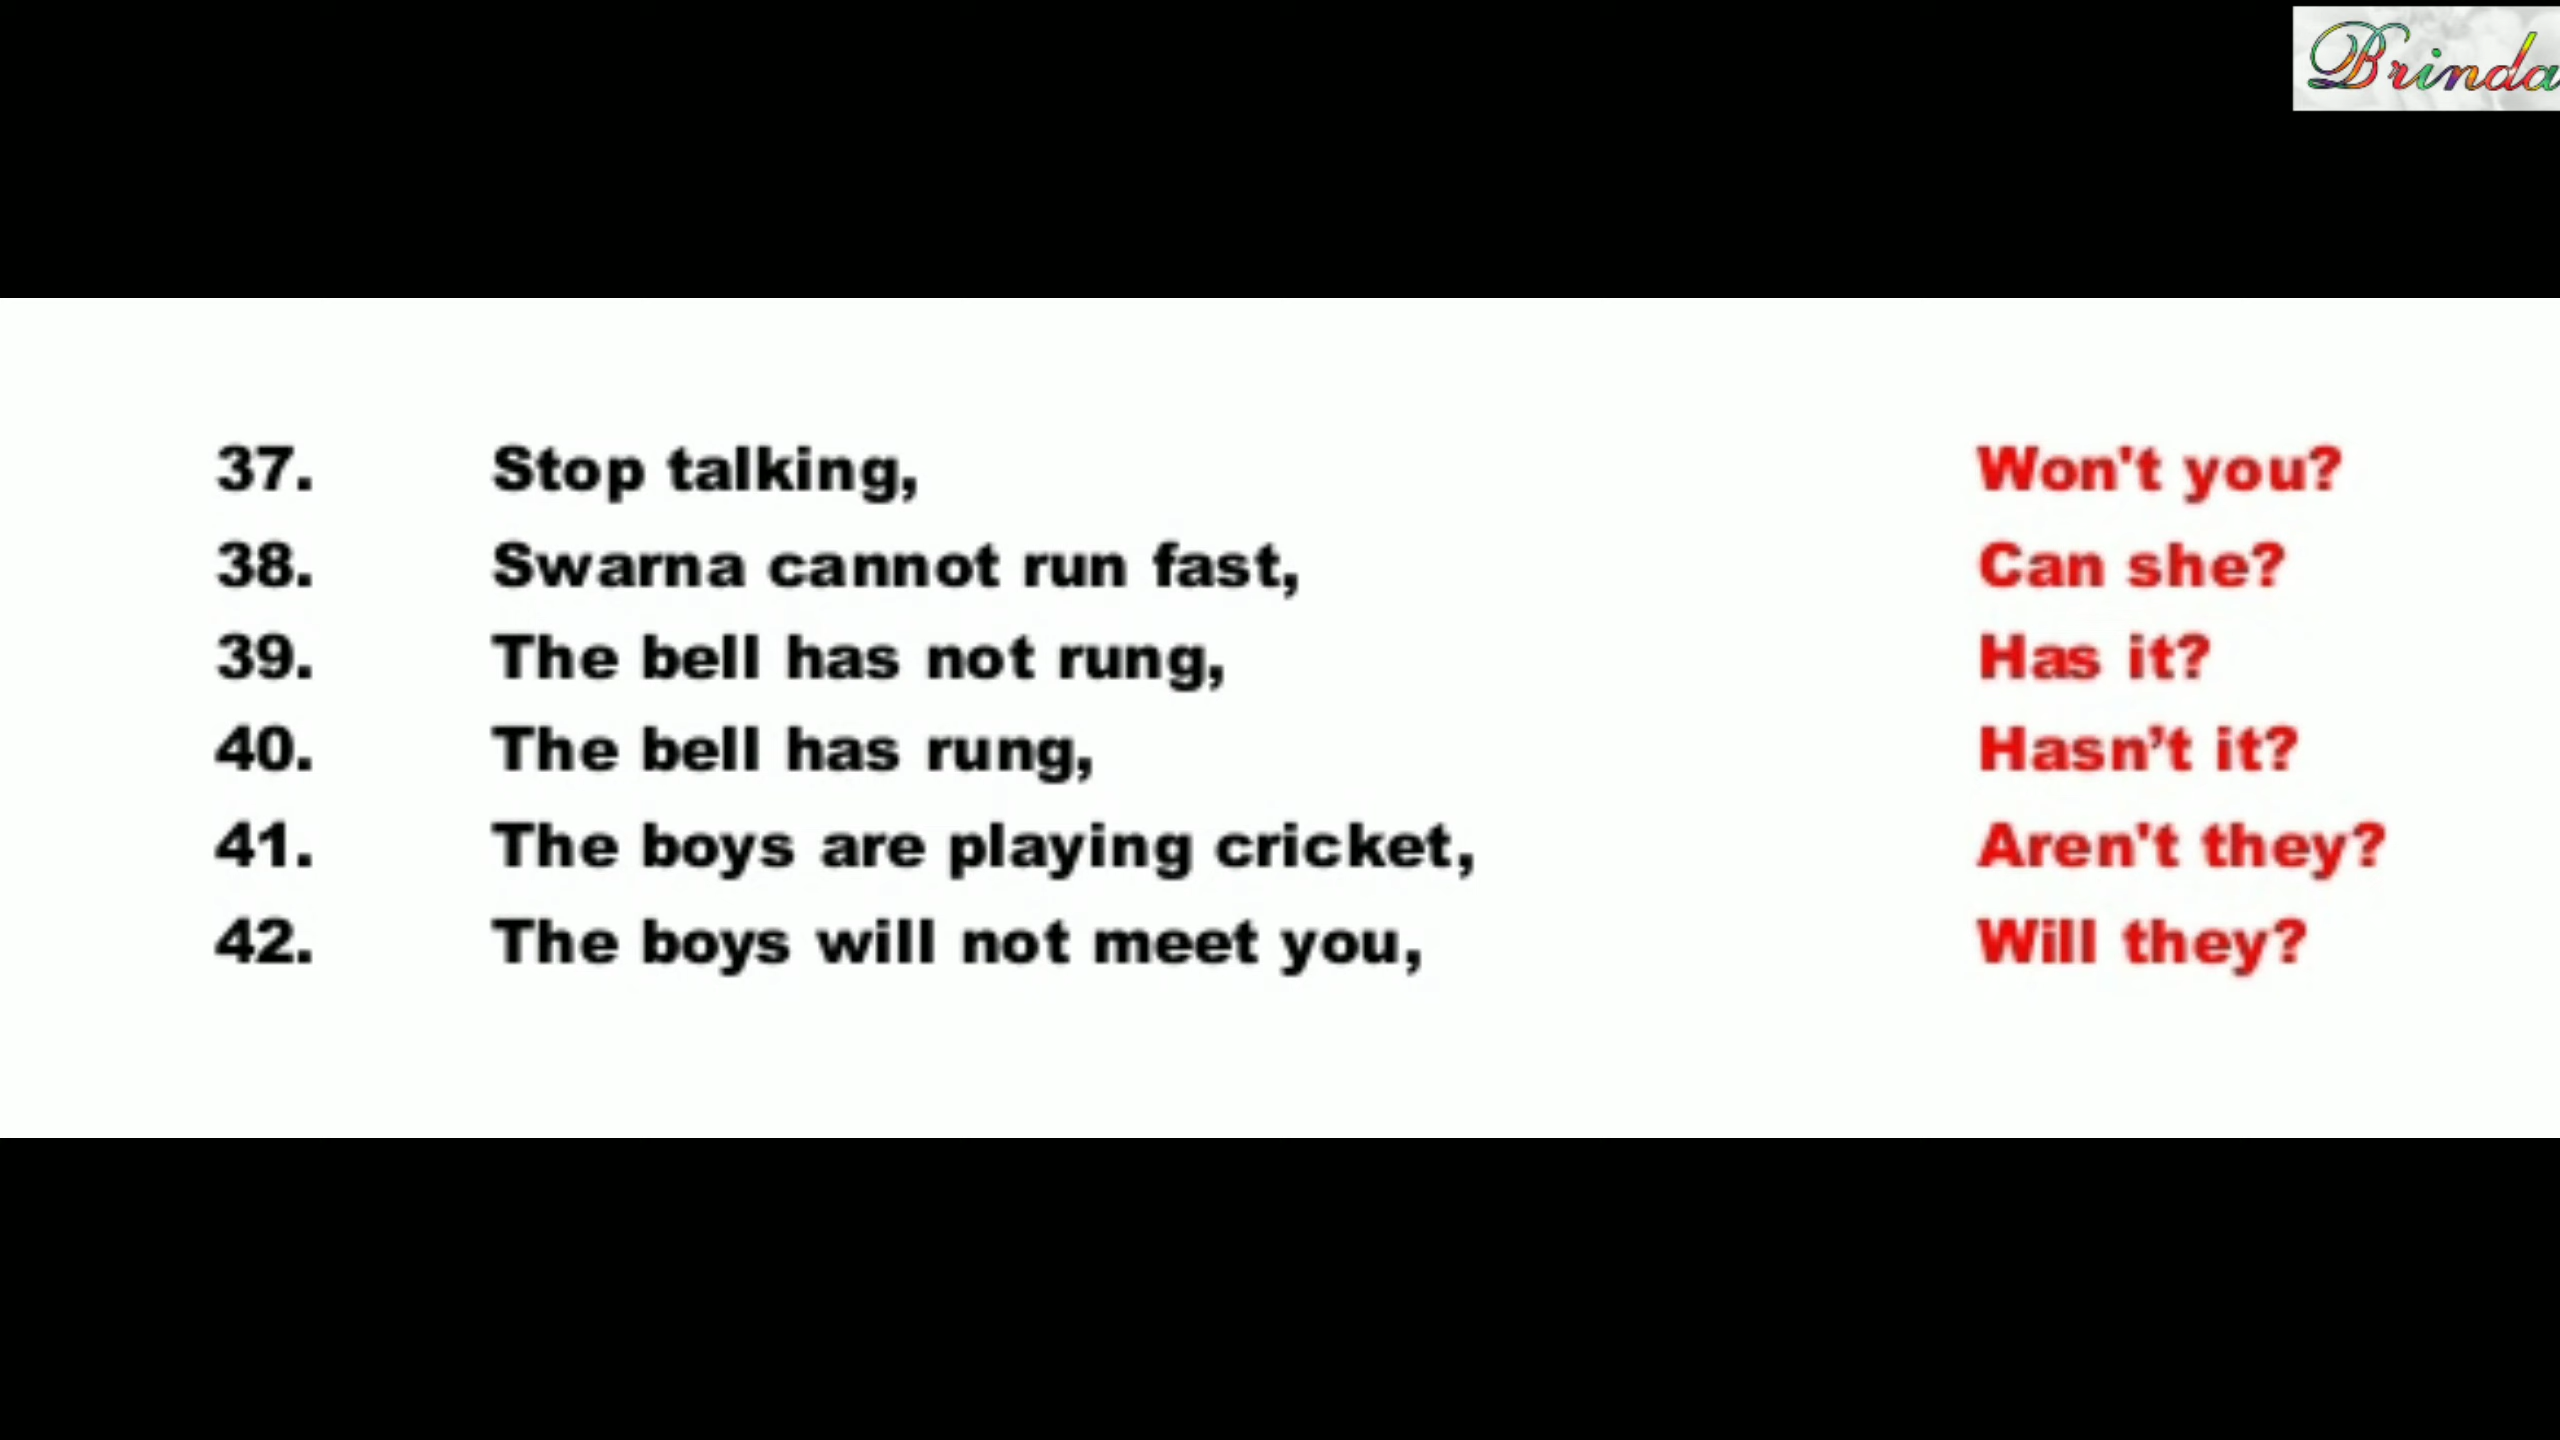 Brinda
37. Stop talking, Won't you?
38. Swarna cannot run fast, Can she?
39. The bell has not rung, Has it?
40. The bell has rung, Hasn’t it?
41. The boys are playing cricket, Aren't they?
42. The boys will not meet you, Will they?